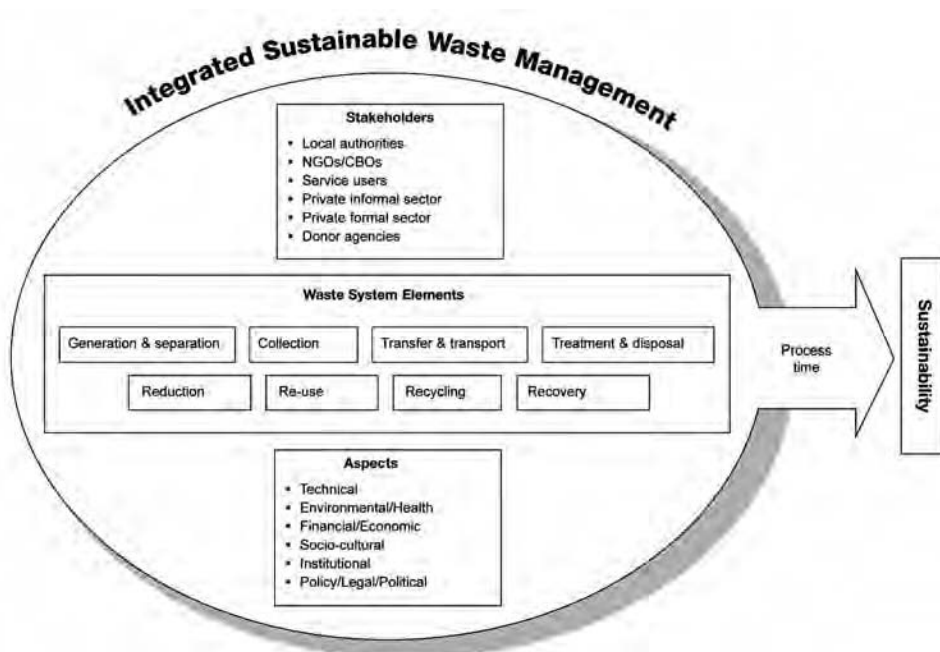 Integrated Sustainable Waste Management
Stakeholders
▪ Local authorities
▪ NGOs/CBOs
▪ Service users
▪ Private informal sector
▪ Private formal sector
▪ Donor agencies
Waste System Elements
Generation & separation
Collection
Transfer & transport
Treatment & disposal
Reduction
Re-use
Recycling
Recovery
Aspects
▪ Technical
▪ Environmental/Health
▪ Financial/Economic
▪ Socio-cultural
▪ Institutional
▪ Policy/Legal/Political
Process
time
Sustainability